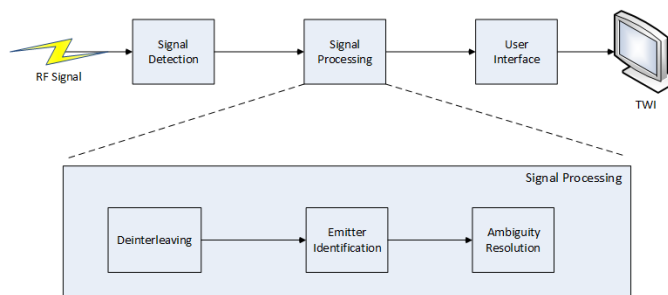 RF Signal
Signal
Detection
Signal
Processing
User
Interface
TWI
Signal Processing
Deinterleaving
Emitter
Identification
Ambiguity
Resolution